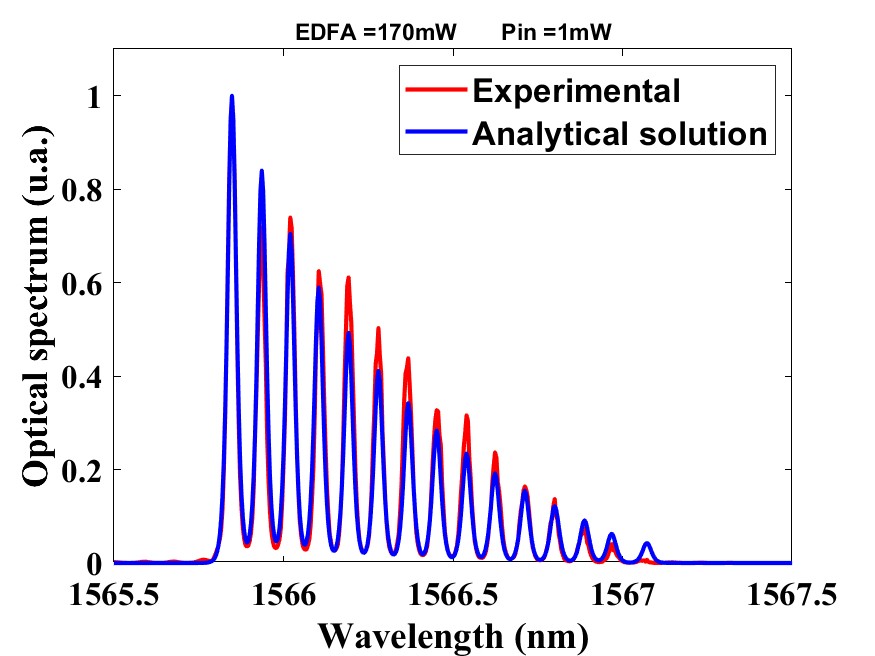 EDFA =170mW Pin =1mW
Experimental
Analytical solution
Optical spectrum (u.a.)
1
0.8
0.6
0.4
0.2
0
1565.5 1566 1566.5 1567 1567.5
Wavelength (nm)